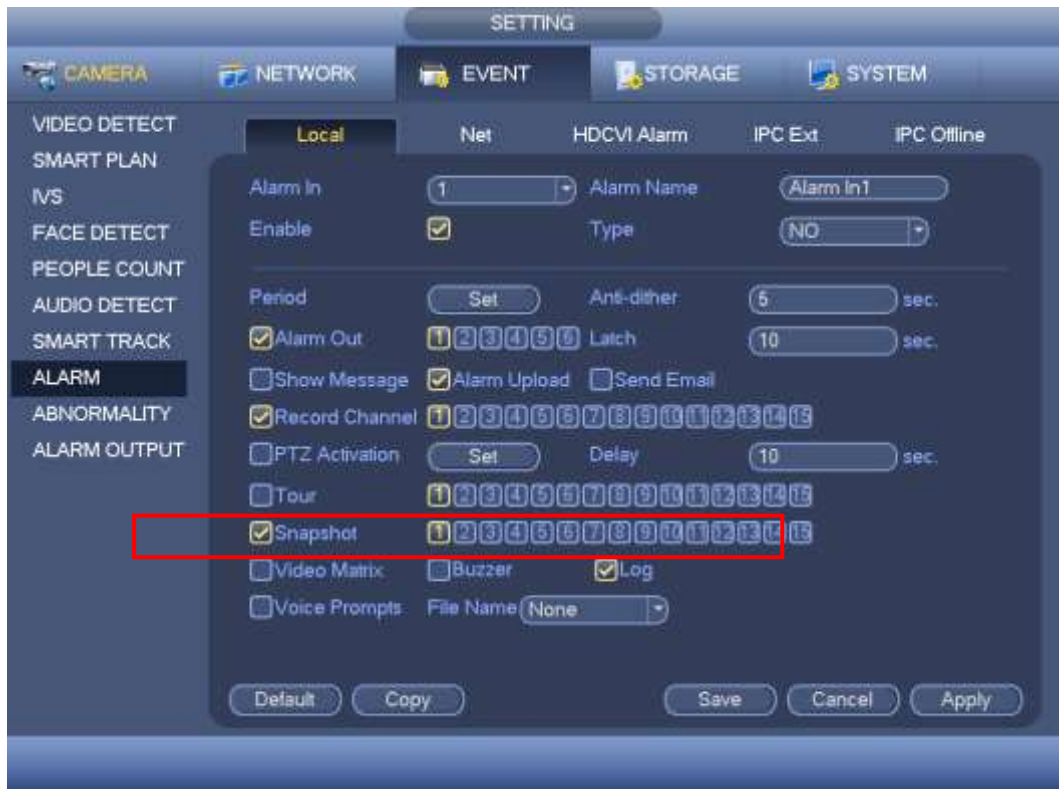 SETTING
CAMERA NETWORK EVENT STORAGE SYSTEM
VIDEO DETECT
SMART PLAN
IVS
FACE DETECT
PEOPLE COUNT
AUDIO DETECT
SMART TRACK
ALARM
ABNORMALITY
ALARM OUTPUT
Local Net HDCVI Alarm IPC Ext IPC Offline
Alarm In 1 Alarm Name Alarm In1
Enable Type NO
Period Set Anti-dither 5 sec.
Alarm Out 1 2 3 4 5 6 Latch 10 sec.
Show Message Alarm Upload Send Email
Record Channel 1 2 3 4 5 6 7 8 9 10 11 12 13 14 15
PTZ Activation Set Delay 10 sec.
Tour 1 2 3 4 5 6 7 8 9 10 11 12 13 14 15
Snapshot 1 2 3 4 5 6 7 8 9 10 11 12 13 14 15
Video Matrix Buzzer Log
Voice Prompts File Name None
Default Copy Save Cancel Apply